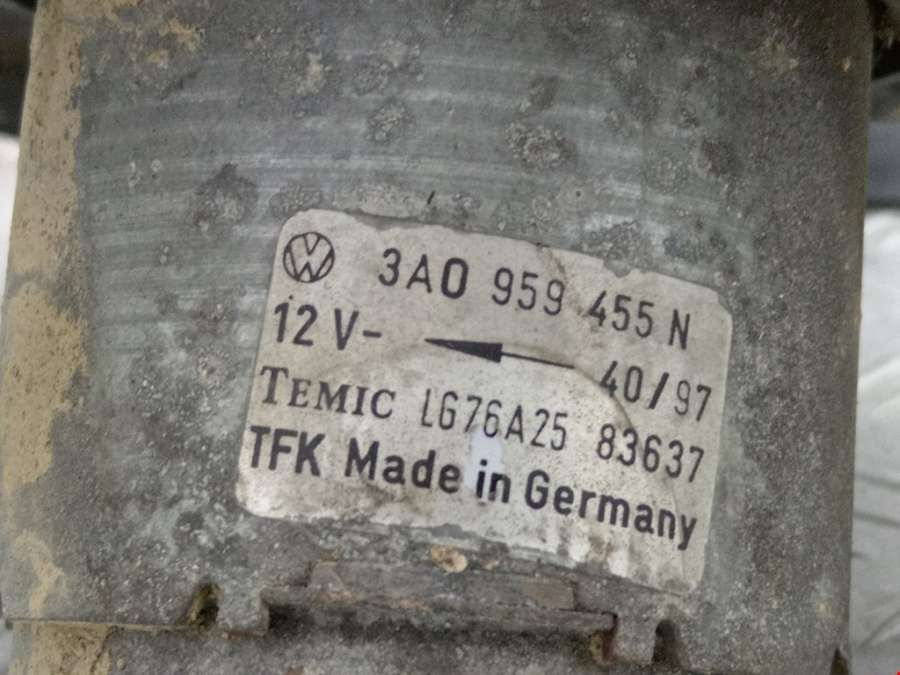 3A0 959 455 N
12 V- 40/97
TEMIC LG76A25 83637
TFK Made in Germany